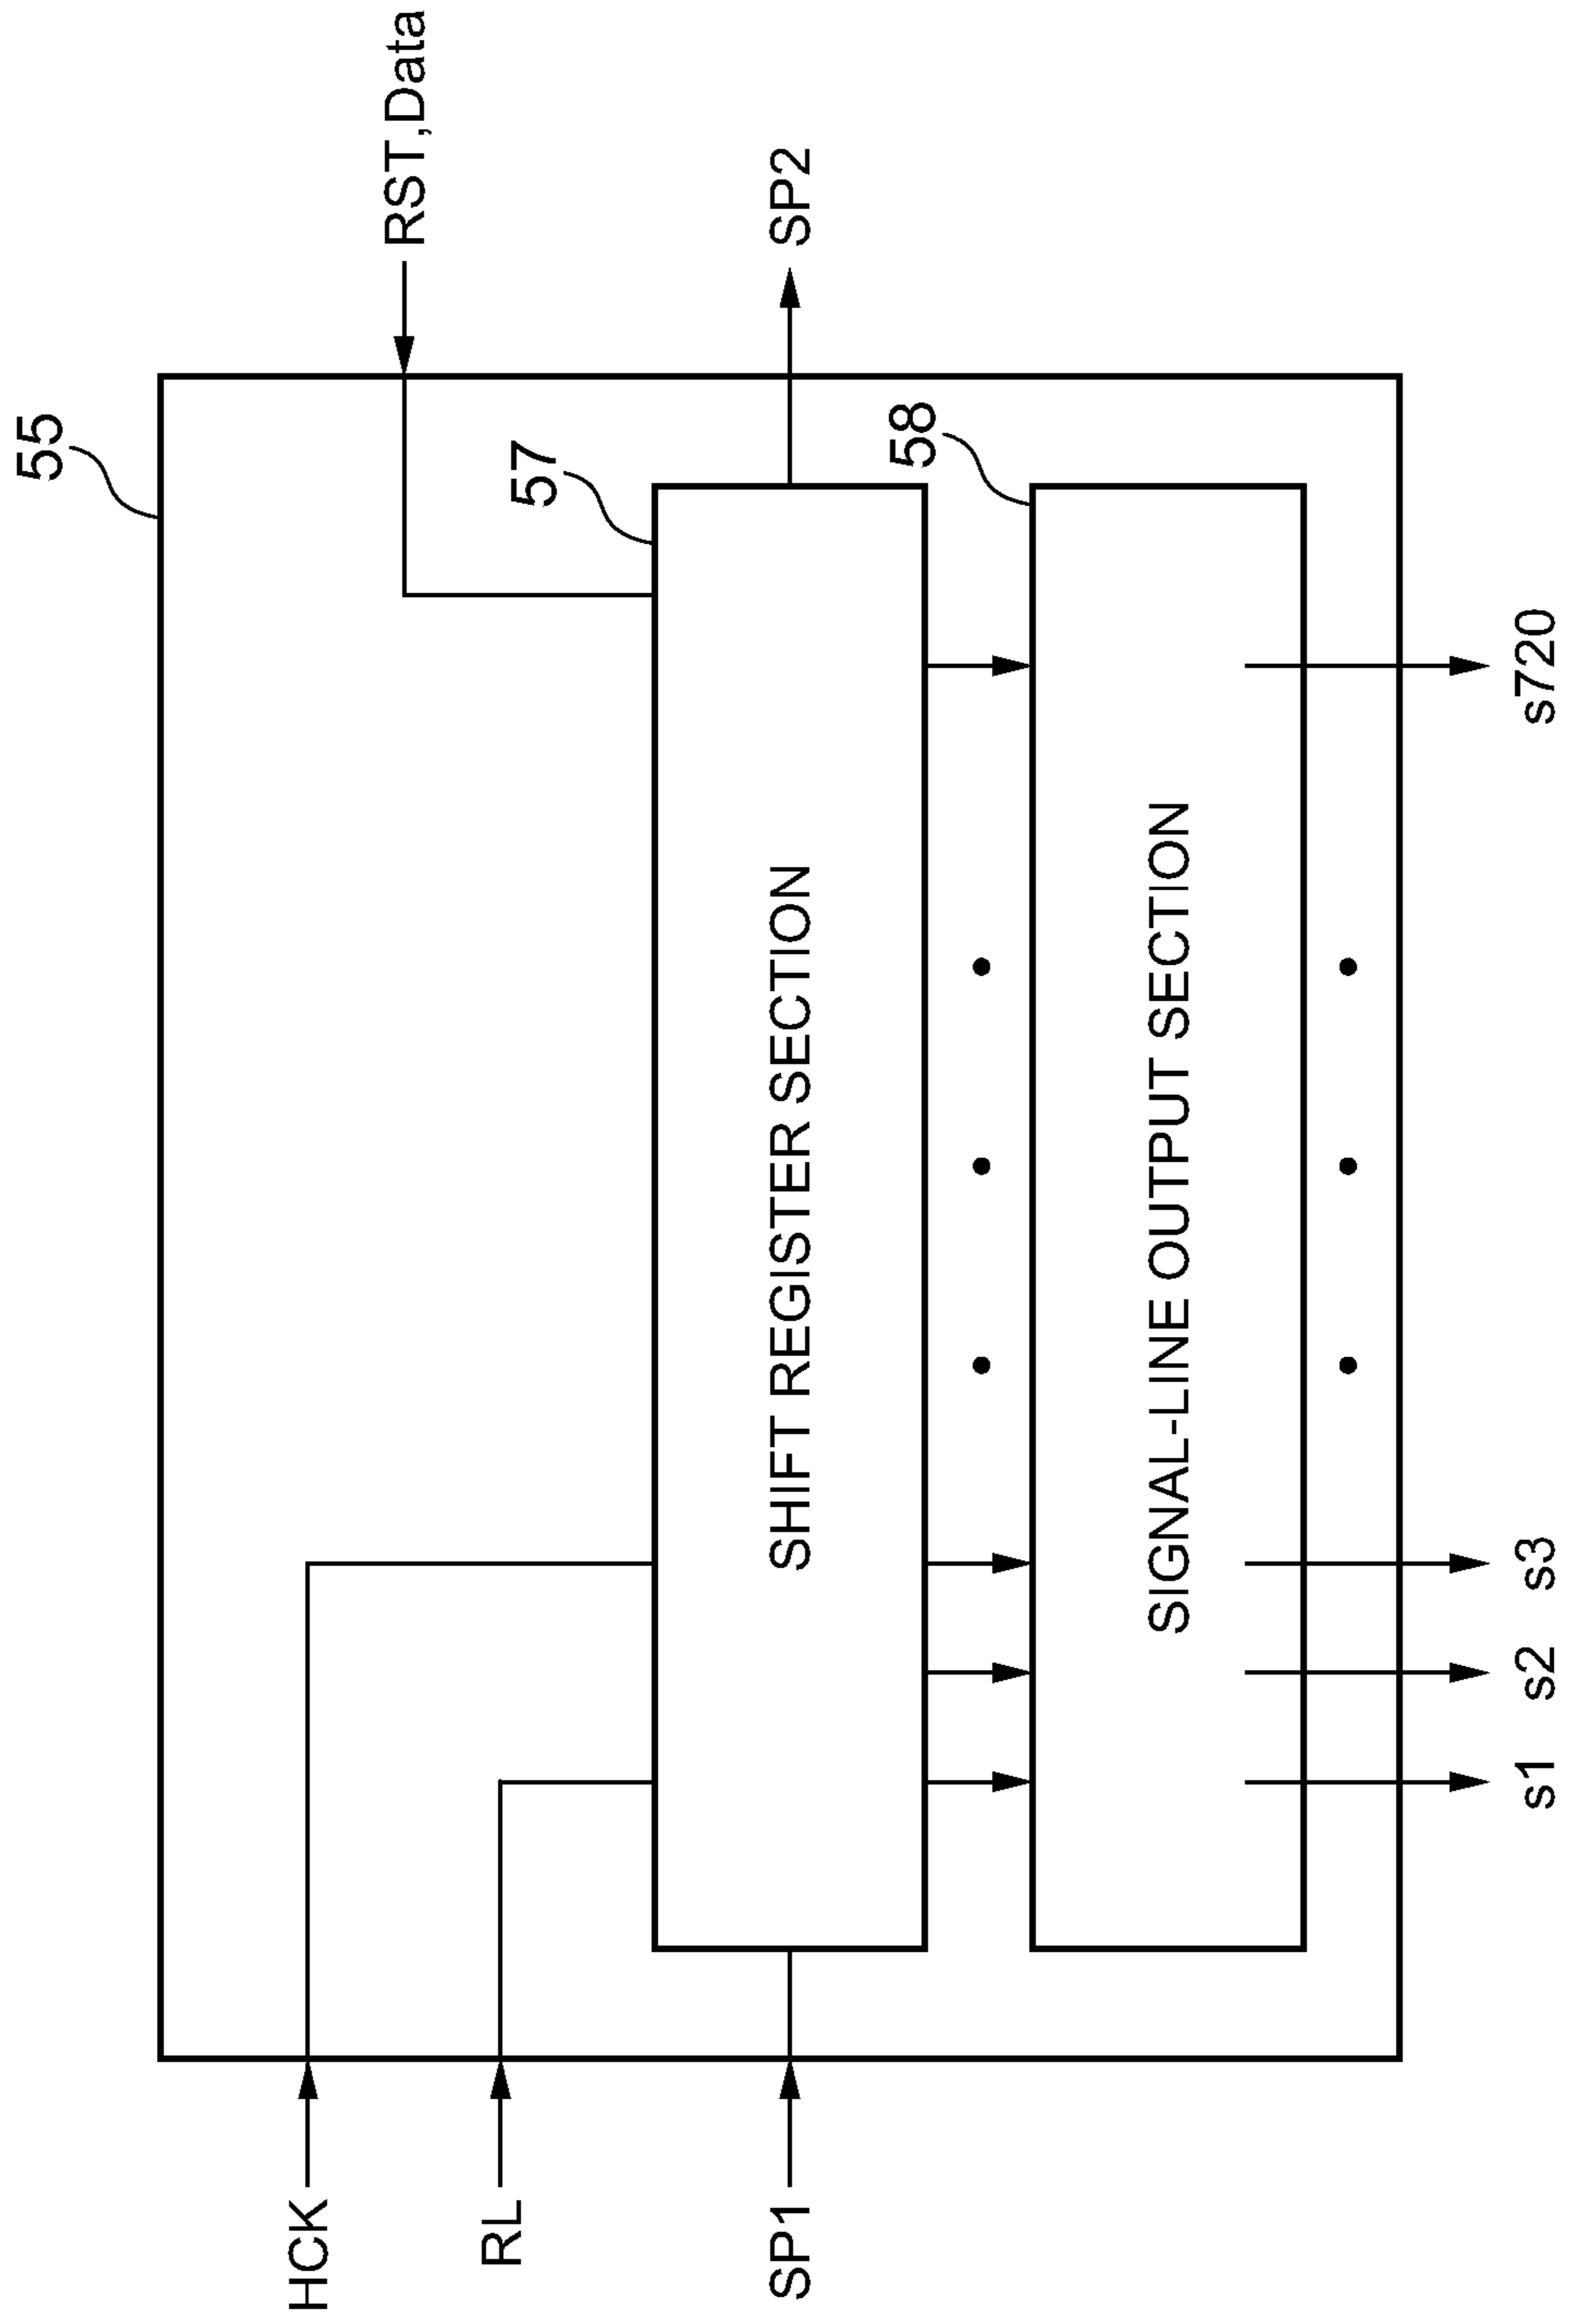 55
HCK
RST,Data
RL
57
SP1
SHIFT REGISTER SECTION
SP2
58
SIGNAL-LINE OUTPUT SECTION
s1
s2
s3
s720